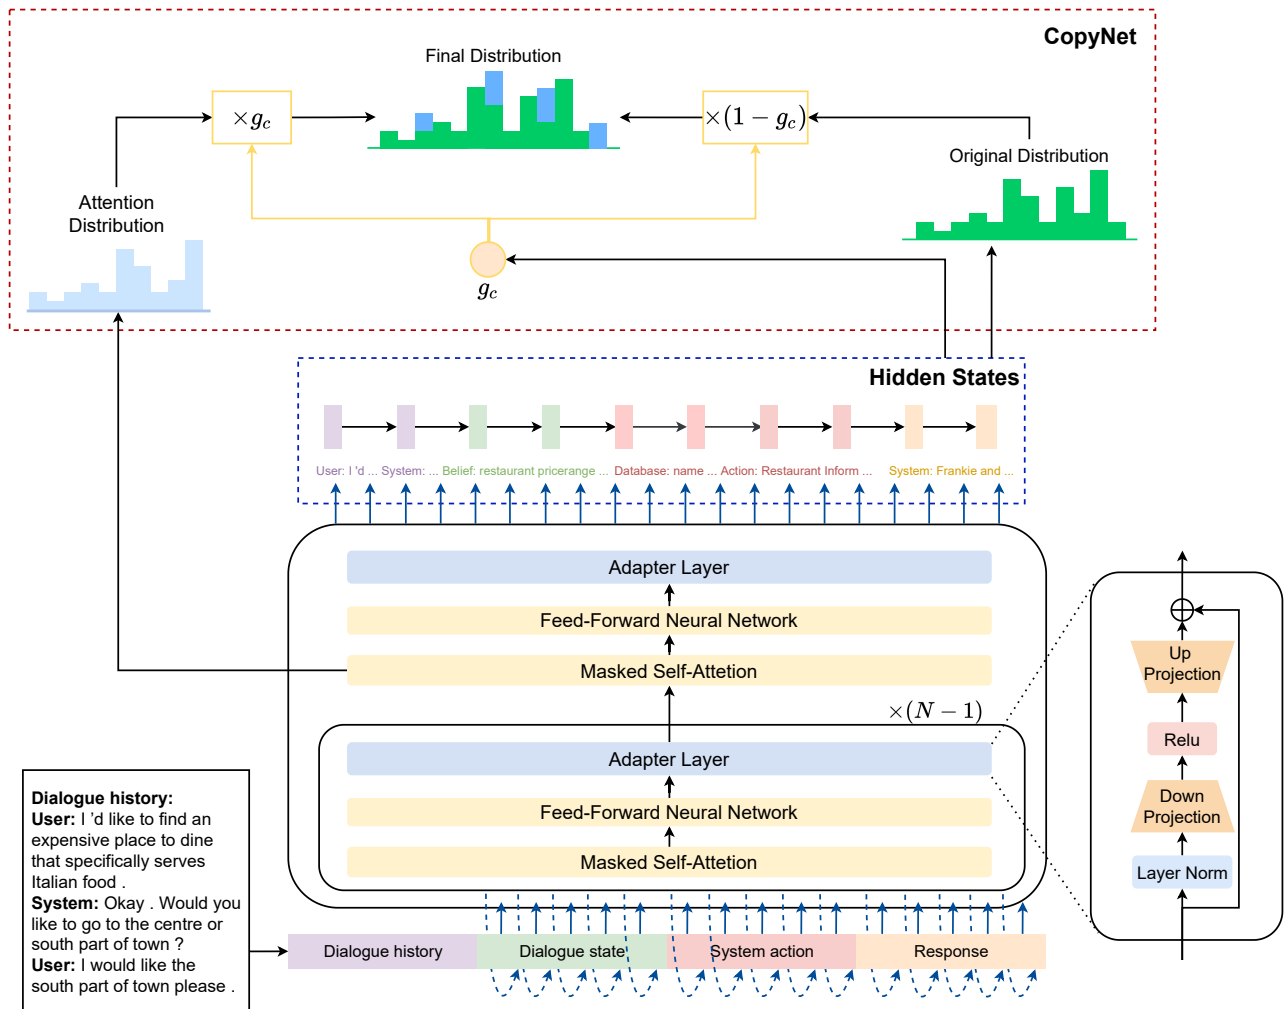 CopyNet
Final Distribution
×g_c
×(1 − g_c)
Original Distribution
Attention
Distribution
g_c
Hidden States
User: I 'd ... System: ... Belief: restaurant pricerange ... Database: name ... Action: Restaurant Inform ... System: Frankie and ...
Adapter Layer
Feed-Forward Neural Network
Masked Self-Attetion
×(N − 1)
Adapter Layer
Feed-Forward Neural Network
Masked Self-Attetion
Up
Projection
Relu
Down
Projection
Layer Norm
Dialogue history:
User: I 'd like to find an
expensive place to dine
that specifically serves
Italian food .
System: Okay . Would you
like to go to the centre or
south part of town ?
User: I would like the
south part of town please .
Dialogue history Dialogue state System action Response